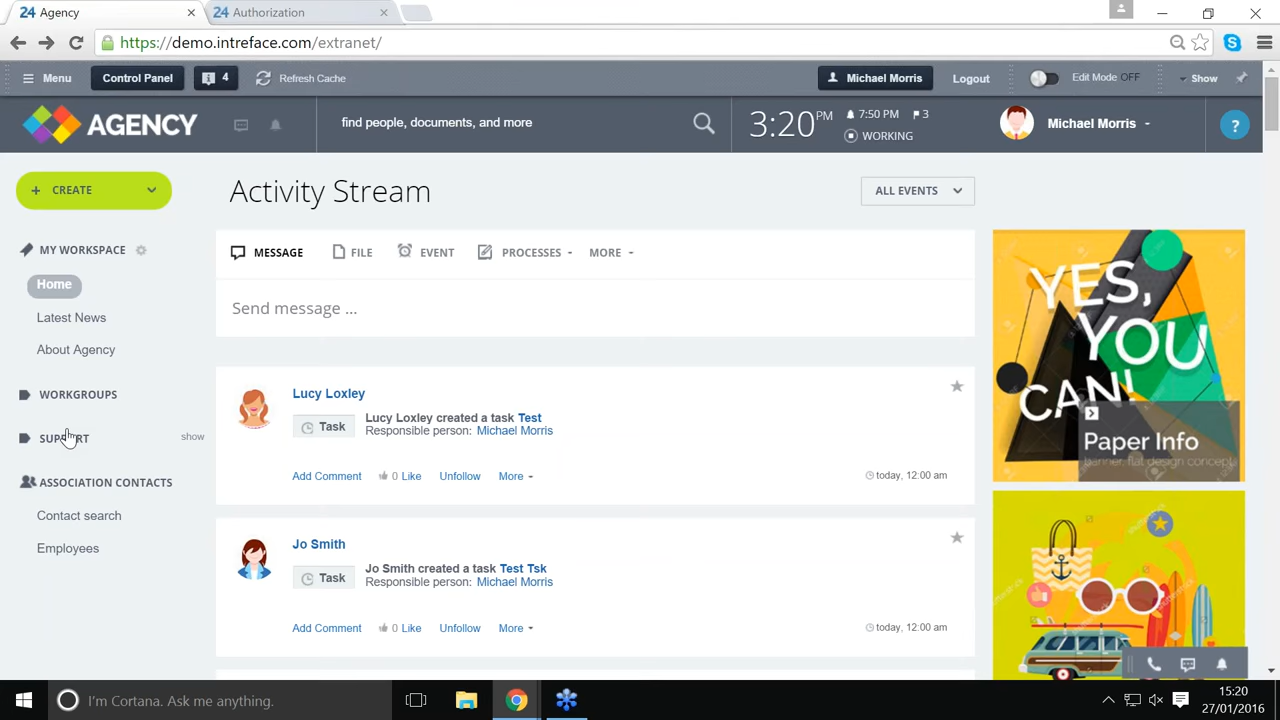 24 Agency
24 Authorization
https://demo.intreface.com/extranet/
Menu
Control Panel
4
Refresh Cache
Michael Morris
Logout
Edit Mode OFF
Show
AGENCY
find people, documents, and more
3:20 PM
7:50 PM
3
WORKING
Michael Morris
?
+ CREATE
Activity Stream
ALL EVENTS
MY WORKSPACE
MESSAGE
FILE
EVENT
PROCESSES
MORE
Home
Send message ...
Latest News
About Agency
YES,
YOU
CAN!
Paper Info
banner flat design concept
WORKGROUPS
SUPPORT
show
ASSOCIATION CONTACTS
Contact search
Employees
Lucy Loxley
Task
Lucy Loxley created a task Test
Responsible person: Michael Morris
Add Comment
0 Like
Unfollow
More
today, 12:00 am
Jo Smith
Task
Jo Smith created a task Test Tsk
Responsible person: Michael Morris
Add Comment
0 Like
Unfollow
More
today, 12:00 am
I'm Cortana. Ask me anything.
15:20
27/01/2016